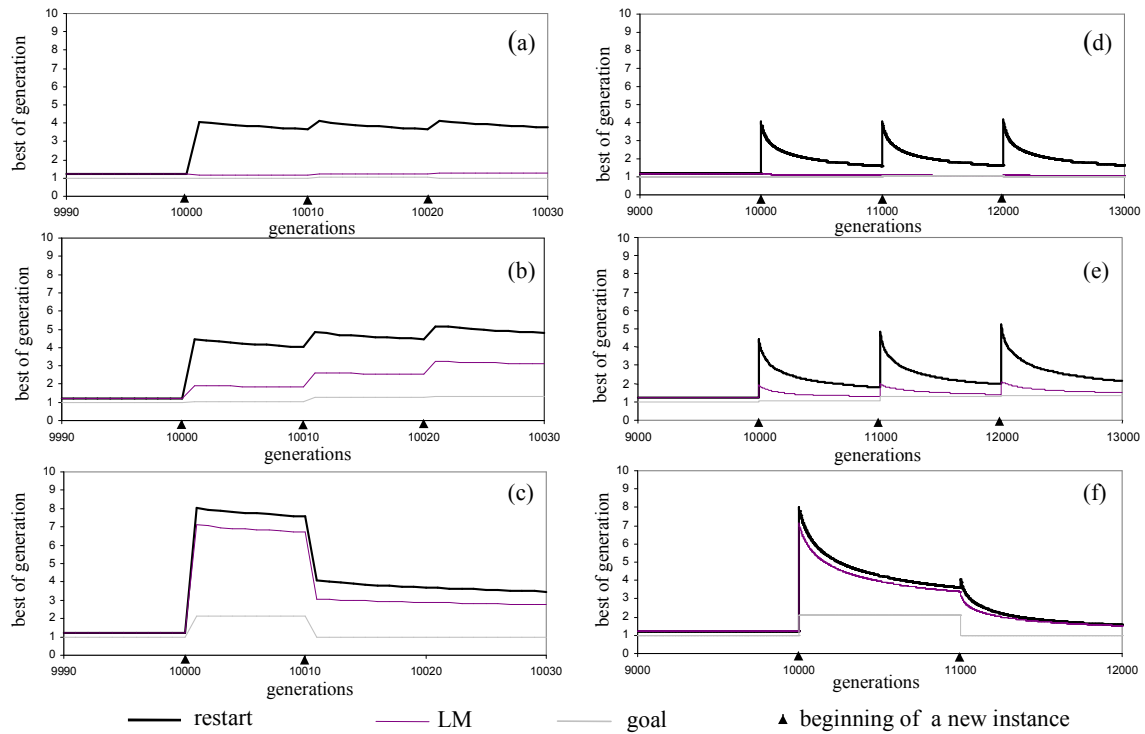 (a)
best of generation
10
9
8
7
6
5
4
3
2
1
0
9990 10000 10010 10020 10030
generations
(d)
best of generation
10
9
8
7
6
5
4
3
2
1
0
9000 10000 11000 12000 13000
generations
(b)
best of generation
10
9
8
7
6
5
4
3
2
1
0
9990 10000 10010 10020 10030
generations
(e)
best of generation
10
9
8
7
6
5
4
3
2
1
0
9000 10000 11000 12000 13000
generations
(c)
best of generation
10
9
8
7
6
5
4
3
2
1
0
9990 10000 10010 10020 10030
generations
(f)
best of generation
10
9
8
7
6
5
4
3
2
1
0
9000 10000 11000 12000
generations
restart LM goal beginning of a new instance